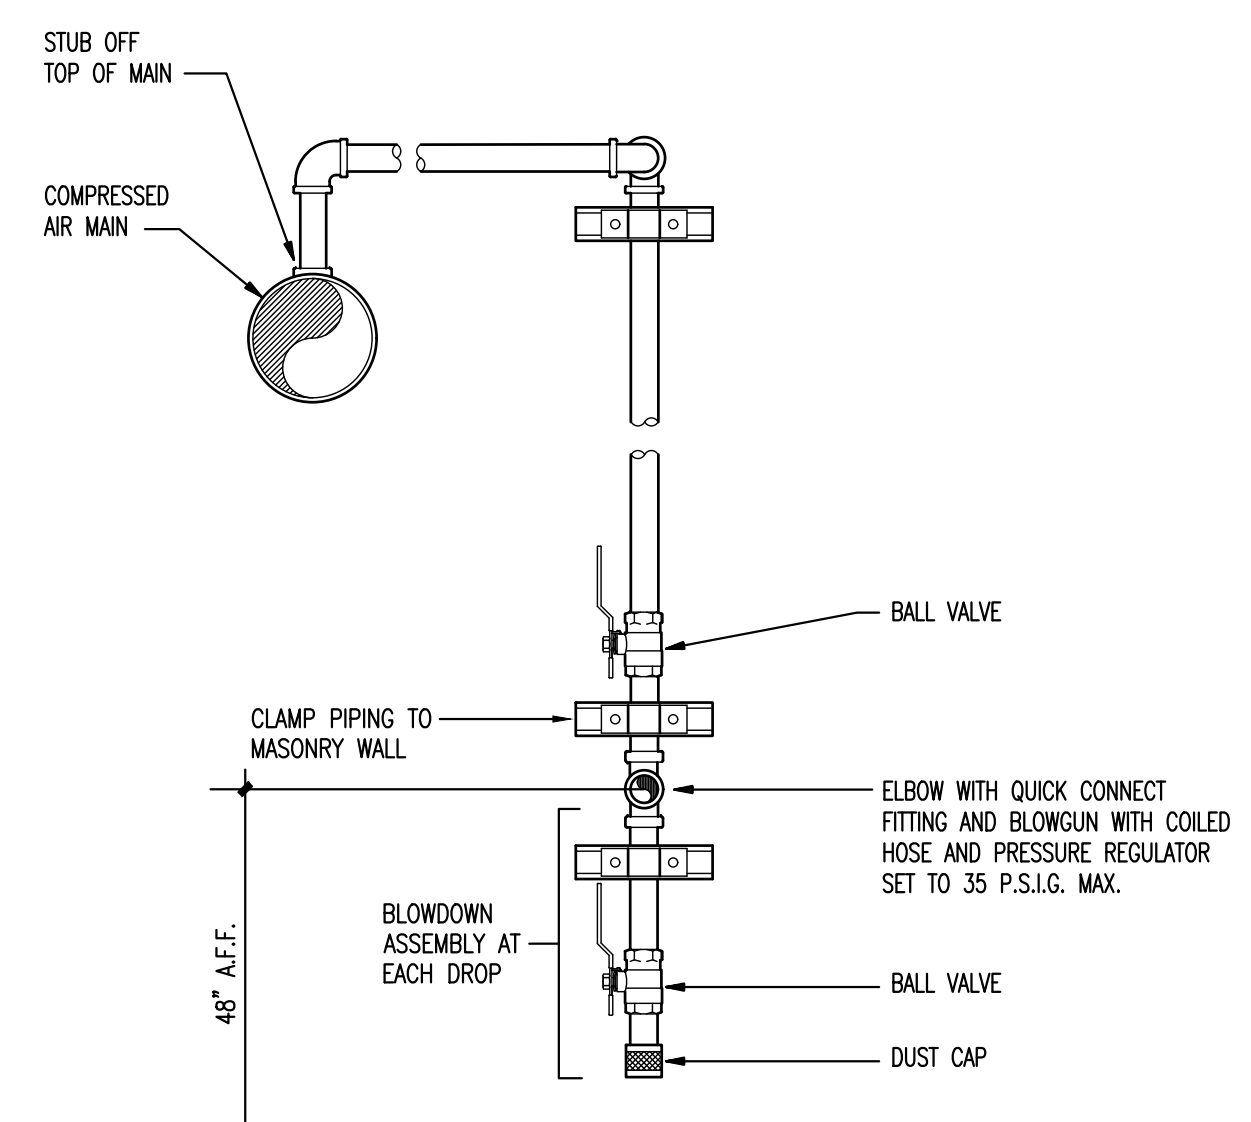 STUB OFF
TOP OF MAIN
COMPRESSED
AIR MAIN
BALL VALVE
CLAMP PIPING TO
MASONRY WALL
ELBOW WITH QUICK CONNECT
FITTING AND BLOWGUN WITH COILED
HOSE AND PRESSURE REGULATOR
SET TO 35 P.S.I.G. MAX.
BLOWDOWN
ASSEMBLY AT
EACH DROP
48" A.F.F.
BALL VALVE
DUST CAP